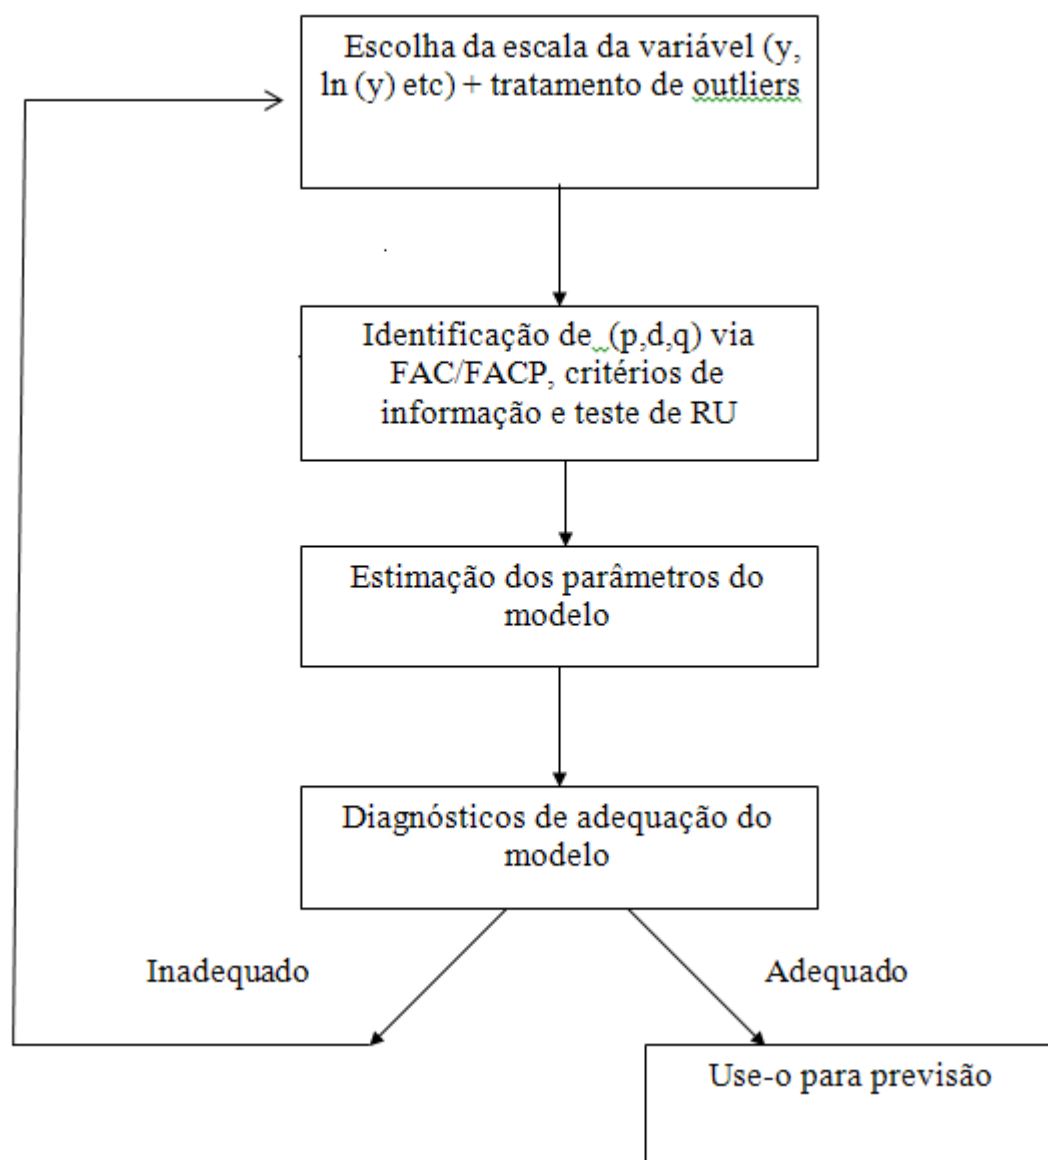 Escolha da escala da variável (y,
ln (y) etc) + tratamento de outliers
Identificação de (p,d,q) via
FAC/FACP, critérios de
informação e teste de RU
Estimação dos parâmetros do
modelo
Diagnósticos de adequação do
modelo
Inadequado
Adequado
Use-o para previsão